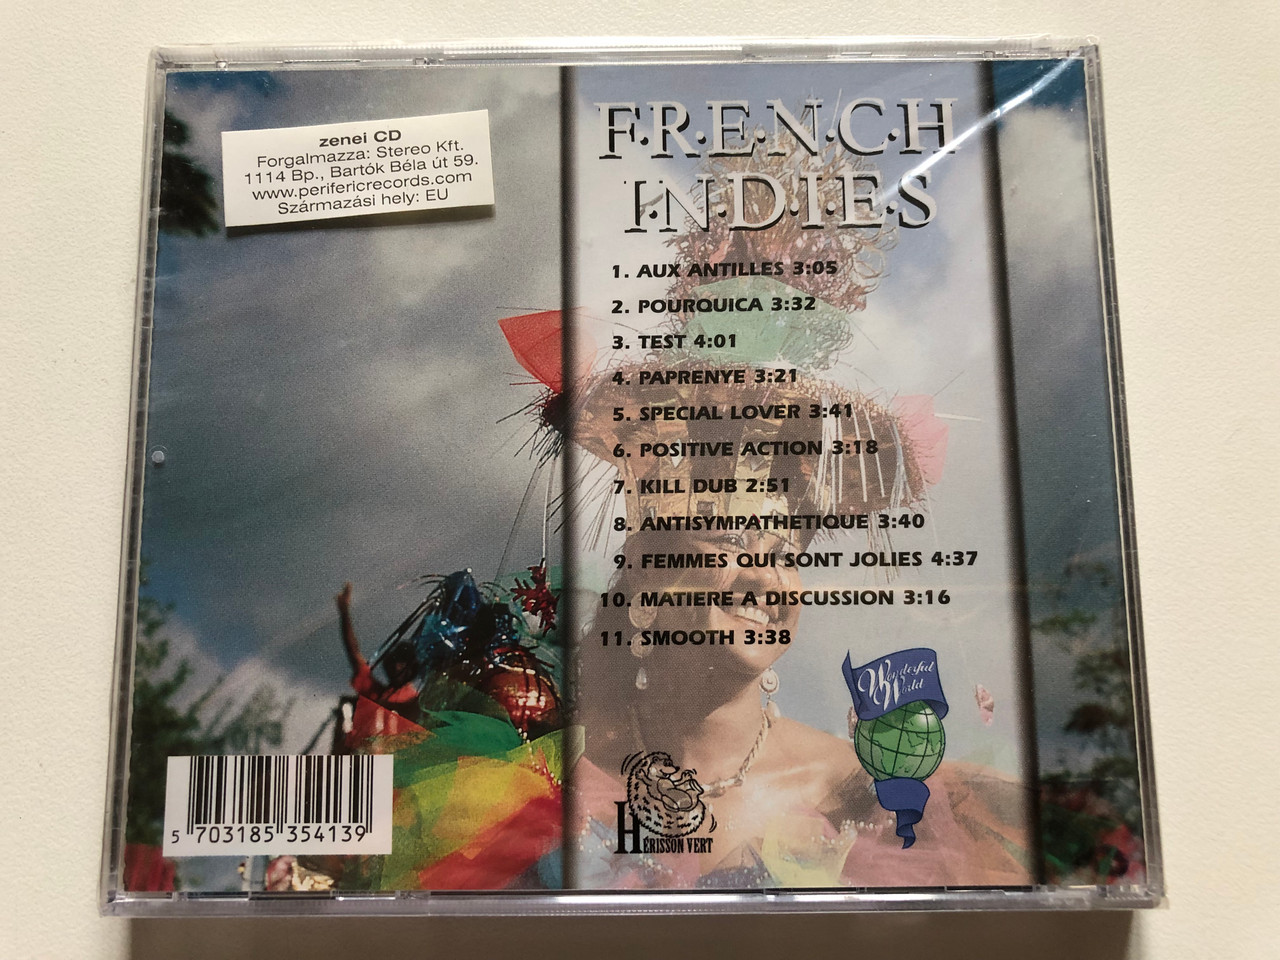 zenei CD
Forgalmazza: Stereo Kft.
1114 Bp., Bartók Béla út 59.
www.perifericrecords.com
Származási hely: EU
F·R·E·N·C·H
I·N·D·I·E·S
1. AUX ANTILLES 3:05
2. POURQUICA 3:32
3. TEST 4:01
4. PAPRENYE 3:21
5. SPECIAL LOVER 3:41
6. POSITIVE ACTION 3:18
7. KILL DUB 2:51
8. ANTISYMPATHETIQUE 3:40
9. FEMMES QUI SONT JOLIES 4:37
10. MATIERE A DISCUSSION 3:16
11. SMOOTH 3:38
Wonderful
World
HÉRISSON VERT
5 703185 354139